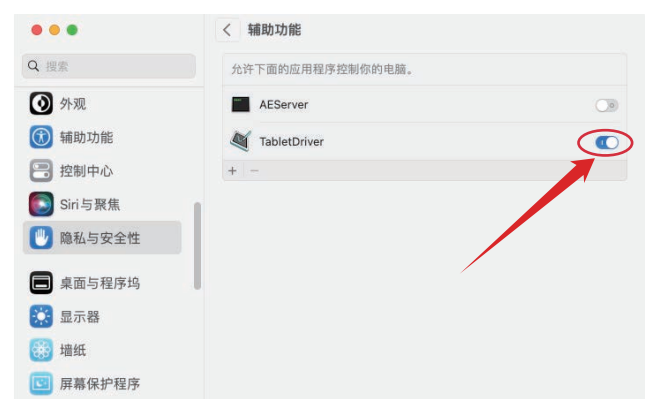 辅助功能
搜索
允许下面的应用程序控制你的电脑。
外观
AEServer
辅助功能
TabletDriver
控制中心
Siri与聚焦
隐私与安全性
桌面与程序坞
显示器
墙纸
屏幕保护程序